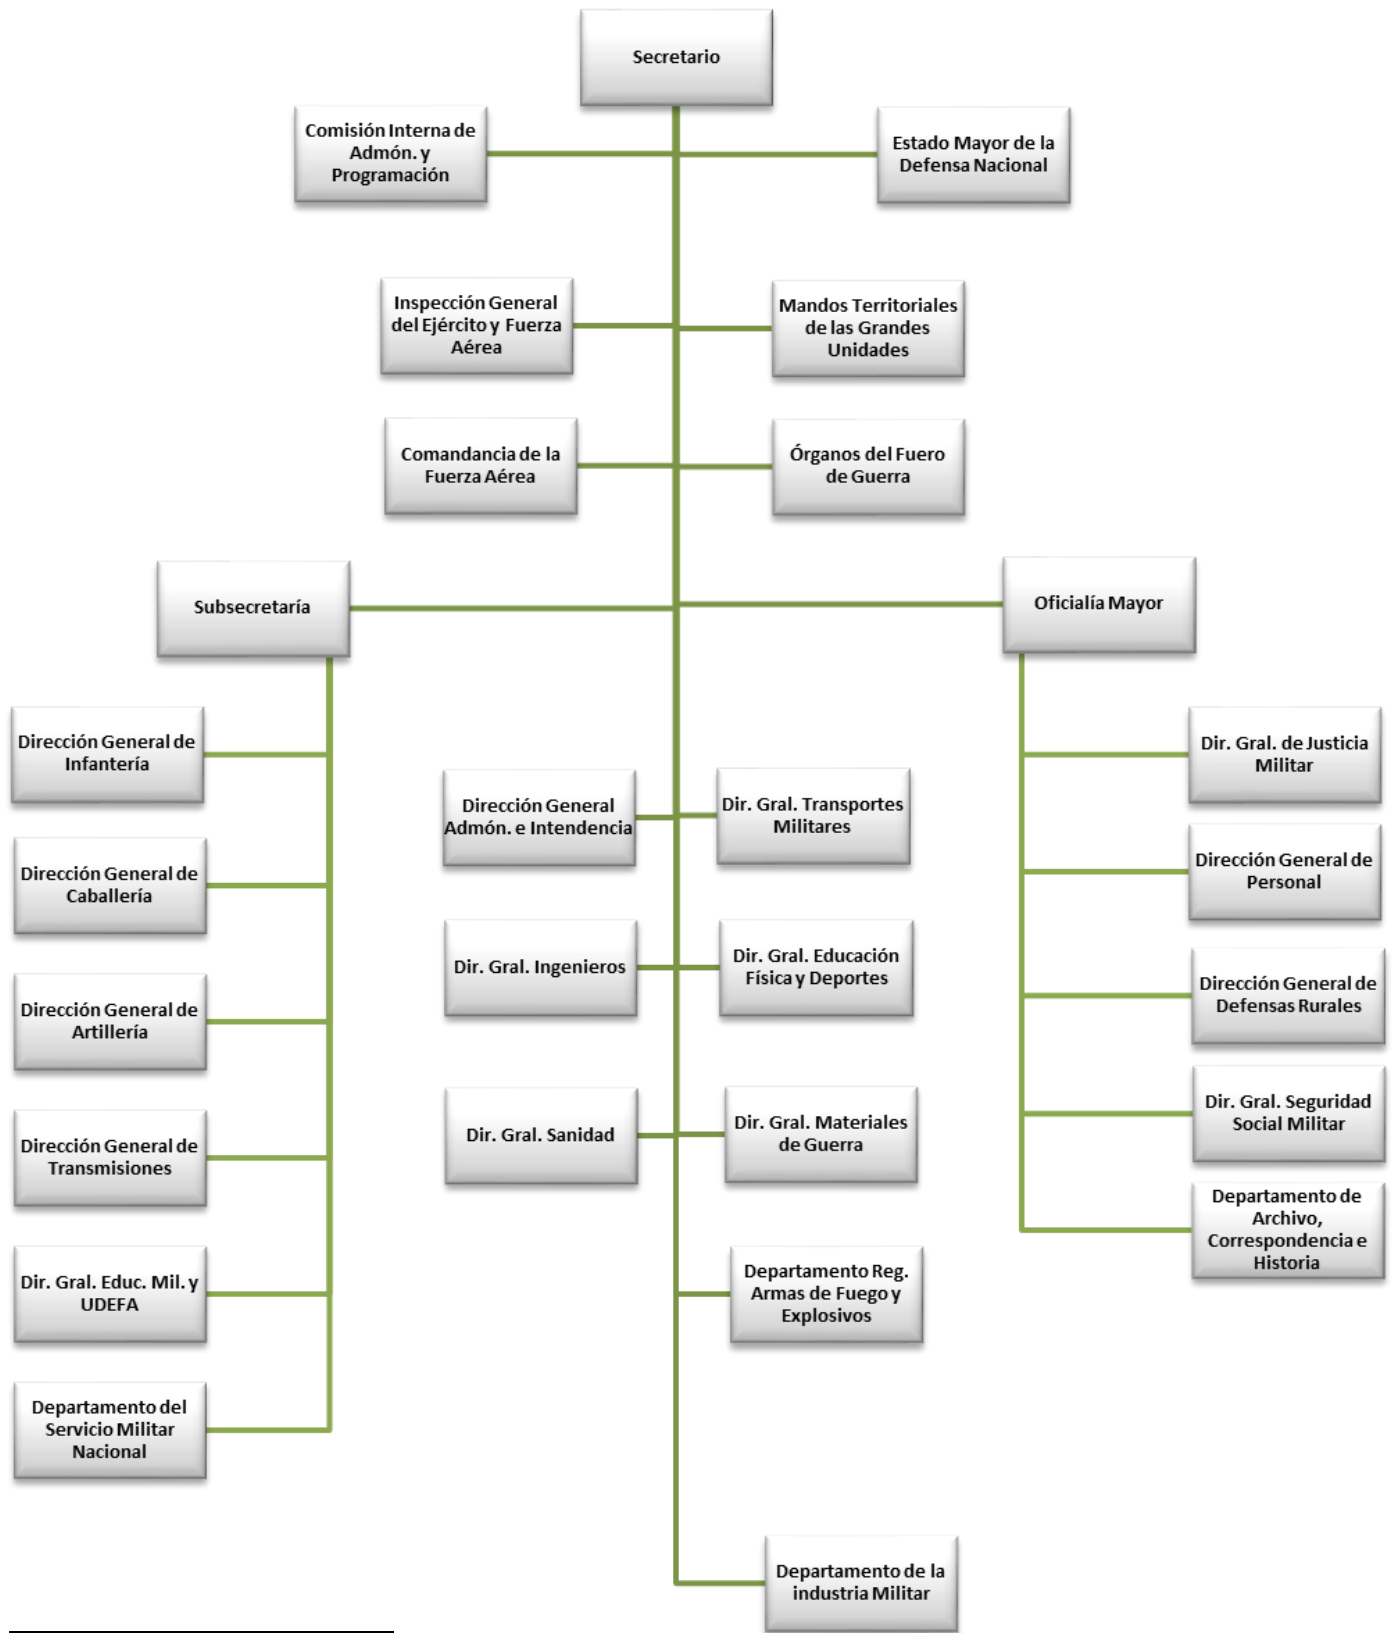 Secretario
Comisión Interna de
Admón. y
Programación
Estado Mayor de la
Defensa Nacional
Inspección General
del Ejército y Fuerza
Aérea
Mandos Territoriales
de las Grandes
Unidades
Comandancia de la
Fuerza Aérea
Órganos del Fuero
de Guerra
Subsecretaría
Oficialía Mayor
Dirección General de
Infantería
Dirección General de
Caballería
Dirección General de
Artillería
Dirección General de
Transmisiones
Dir. Gral. Educ. Mil. y
UDEFA
Departamento del
Servicio Militar
Nacional
Dirección General
Admón. e Intendencia
Dir. Gral. Transportes
Militares
Dir. Gral. Ingenieros
Dir. Gral. Educación
Física y Deportes
Dir. Gral. Sanidad
Dir. Gral. Materiales
de Guerra
Departamento Reg.
Armas de Fuego y
Explosivos
Departamento de la
industria Militar
Dir. Gral. de Justicia
Militar
Dirección General de
Personal
Dirección General de
Defensas Rurales
Dir. Gral. Seguridad
Social Militar
Departamento de
Archivo,
Correspondencia e
Historia